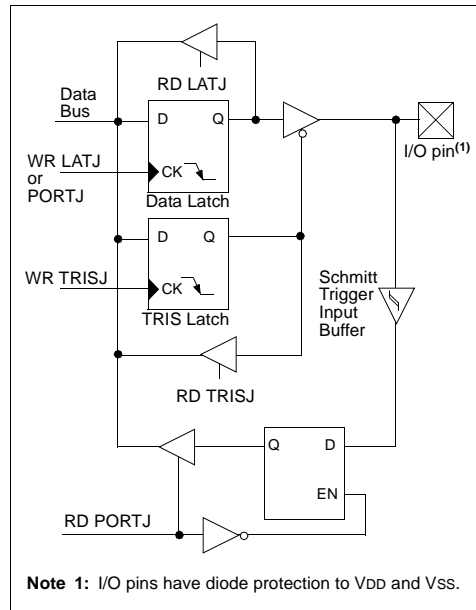 RD LATJ
Data
Bus
D Q
I/O pin(1)
WR LATJ
or
PORTJ
CK
Data Latch
D Q
WR TRISJ
CK
TRIS Latch
Schmitt
Trigger
Input
Buffer
RD TRISJ
Q D
EN
RD PORTJ
Note 1: I/O pins have diode protection to VDD and VSS.